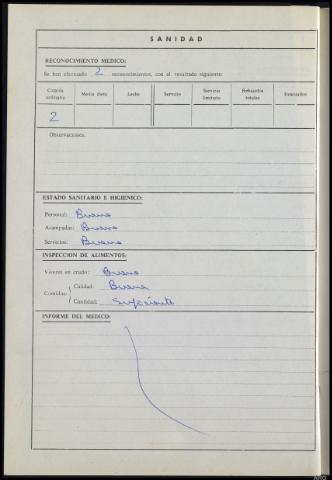 SANIDAD
RECONOCIMIENTO MEDICO:
Se han efectuado 2 reconocimientos, con el resultado siguiente:
Comida ordinaria Media dieta Leche Servicio Servicio limitado Rebajados totales Evacuados
2
Observaciones:
ESTADO SANITARIO E HIGIENICO:
Personal: Bueno
Acampadas: Bueno
Servicios: Bueno
INSPECCION DE ALIMENTOS:
Víveres en crudo: Bueno
Comidas: Calidad: Buena
Cantidad: Suficiente
INFORME DEL MEDICO: